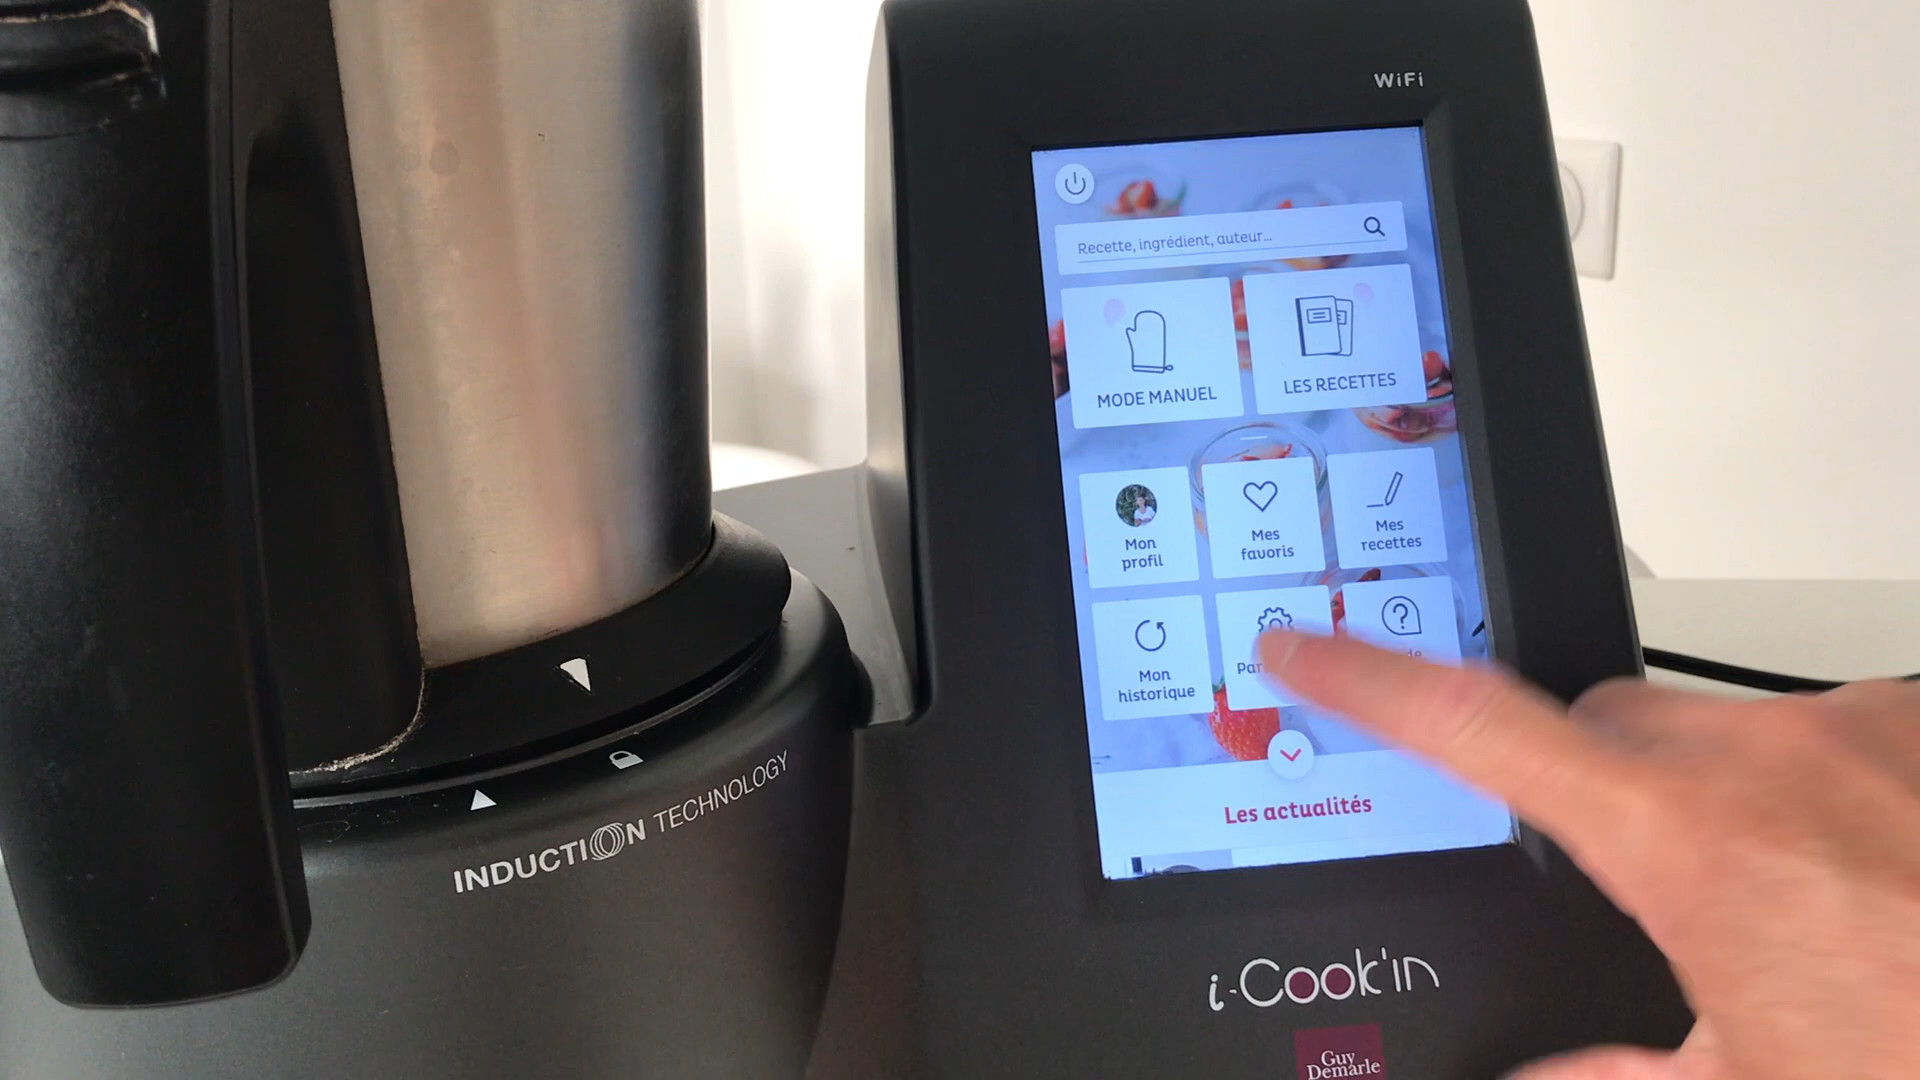 WiFi
Recette, ingrédient, auteur...
MODE MANUEL
LES RECETTES
Mon
profil
Mes
favoris
Mes
recettes
Mon
historique
Les actualités
INDUCTION TECHNOLOGY
i-Cook'in
Guy
Demarle